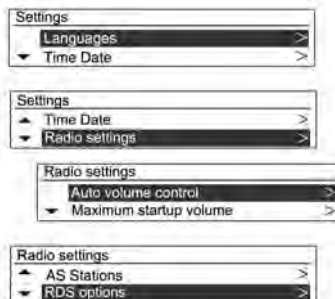 Settings
Languages >
Time Date >
Settings
Time Date >
Radio settings >
Radio settings
Auto volume control >
Maximum startup volume >
Radio settings
AS Stations >
RDS options >